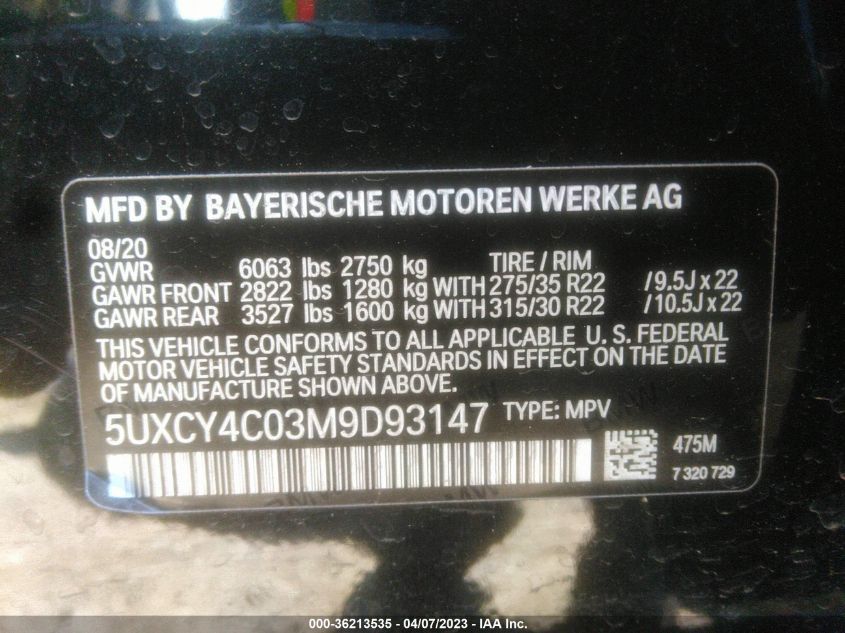 MFD BY BAYERISCHE MOTOREN WERKE AG
08/20
GVWR 6063 lbs 2750 kg TIRE / RIM
GAWR FRONT 2822 lbs 1280 kg WITH 275/35 R22 / 9.5J x 22
GAWR REAR 3527 lbs 1600 kg WITH 315/30 R22 / 10.5J x 22
THIS VEHICLE CONFORMS TO ALL APPLICABLE U. S. FEDERAL
MOTOR VEHICLE SAFETY STANDARDS IN EFFECT ON THE DATE
OF MANUFACTURE SHOWN ABOVE.
5UXCY4C03M9D93147 TYPE: MPV
475M
7 320 729
000-36213535 - 04/07/2023 - IAA Inc.